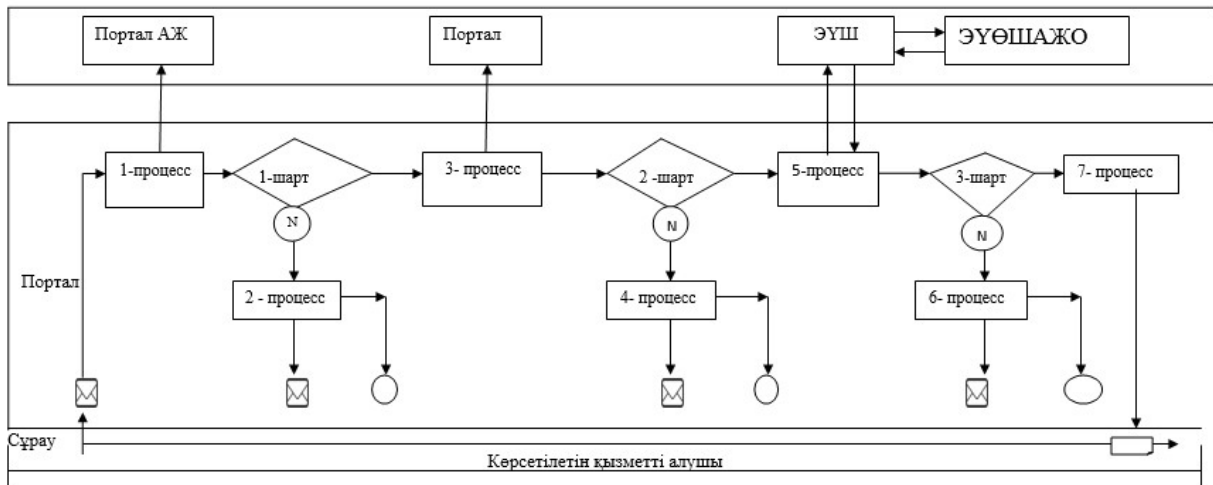 Портал АЖ
Портал
ЭҮШ
ЭҮӨШАЖО
1-процесс
1-шарт
3- процесс
2 -шарт
5-процесс
3-шарт
7- процесс
N
N
N
Портал
2 - процесс
4- процесс
6- процесс
Сұрау
Көрсетілетін қызметті алушы